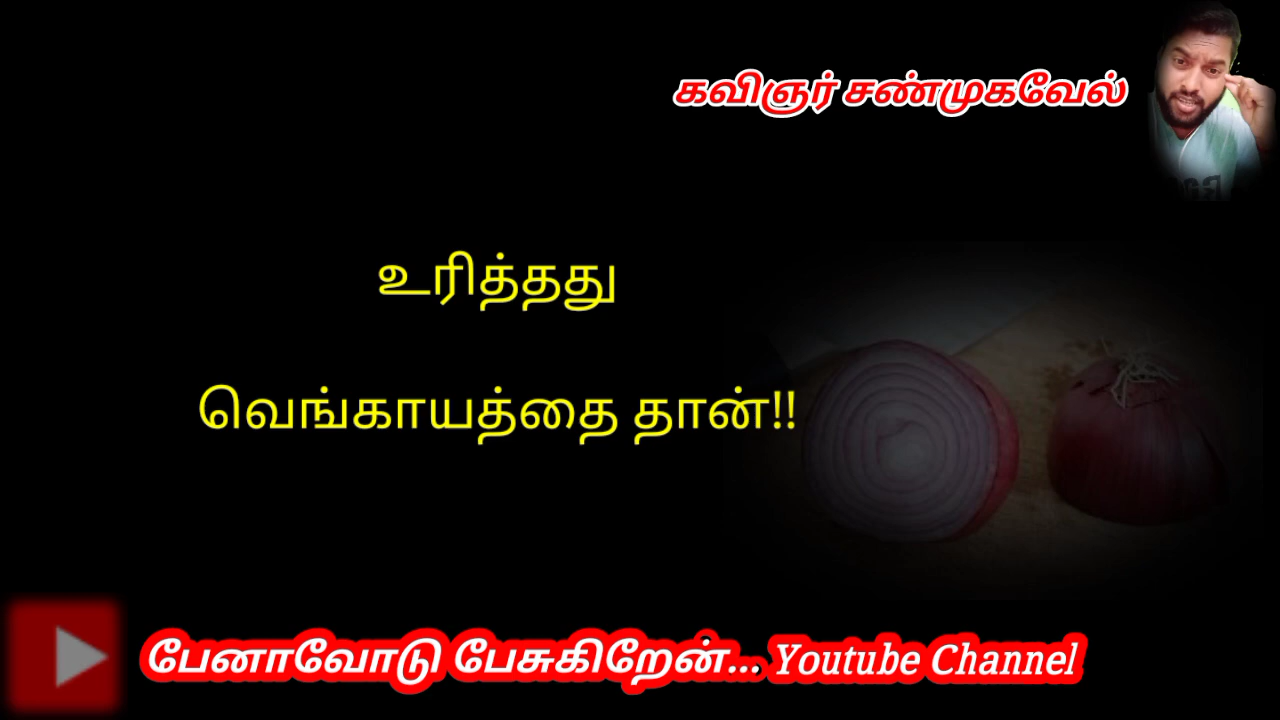 கவிஞர் சண்முகவேல்
உரித்தது
வெங்காயத்தை தான்!!
பேனாவோடு பேசுகிறேன்... Youtube Channel